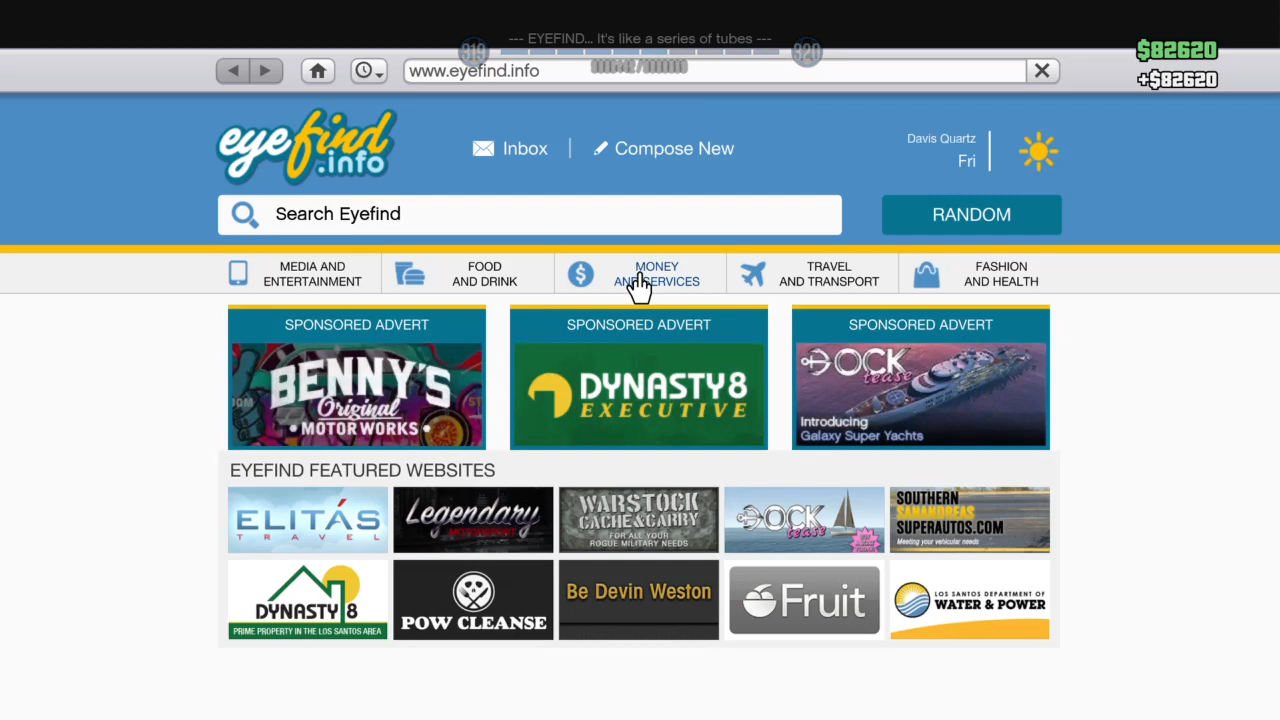 --- EYEFIND... It's like a series of tubes ---
319
320
$82620
+$82620
www.eyefind.info
eyefind.info
Inbox
Compose New
Davis Quartz
Fri
Search Eyefind
RANDOM
MEDIA AND
ENTERTAINMENT
FOOD
AND DRINK
MONEY
AND SERVICES
TRAVEL
AND TRANSPORT
FASHION
AND HEALTH
SPONSORED ADVERT
BENNY'S
Original
• MOTOR WORKS •
SPONSORED ADVERT
DYNASTY 8
EXECUTIVE
SPONSORED ADVERT
DOCK
tease
Introducing
Galaxy Super Yachts
EYEFIND FEATURED WEBSITES
ELITÁS
TRAVEL
Legendary
MOTORSPORT
WARSTOCK
CACHE & CARRY
FOR ALL YOUR
ROGUE MILITARY NEEDS
DOCK
tease
SOUTHERN
SANANDREAS
SUPERAUTOS.COM
Meeting your vehicular needs
DYNASTY 8
PRIME PROPERTY IN THE LOS SANTOS AREA
POW CLEANSE
Be Devin Weston
Fruit
LOS SANTOS DEPARTMENT OF
WATER & POWER